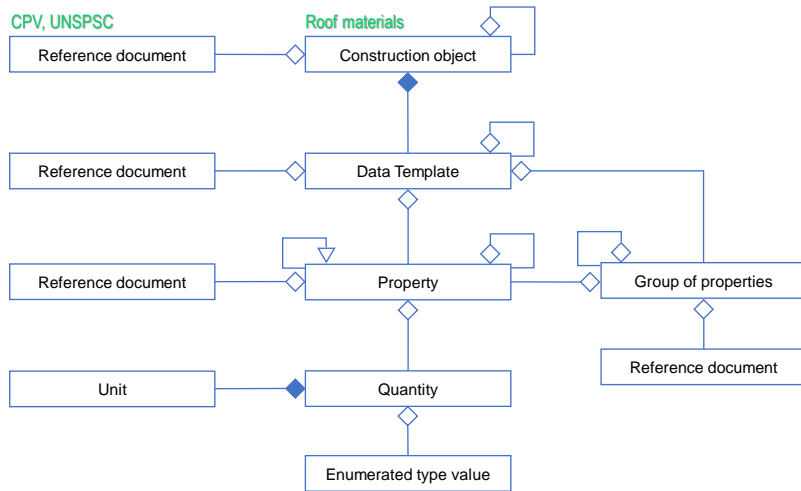 CPV, UNSPSC
Roof materials
Reference document
Construction object
Reference document
Data Template
Reference document
Property
Group of properties
Reference document
Unit
Quantity
Enumerated type value